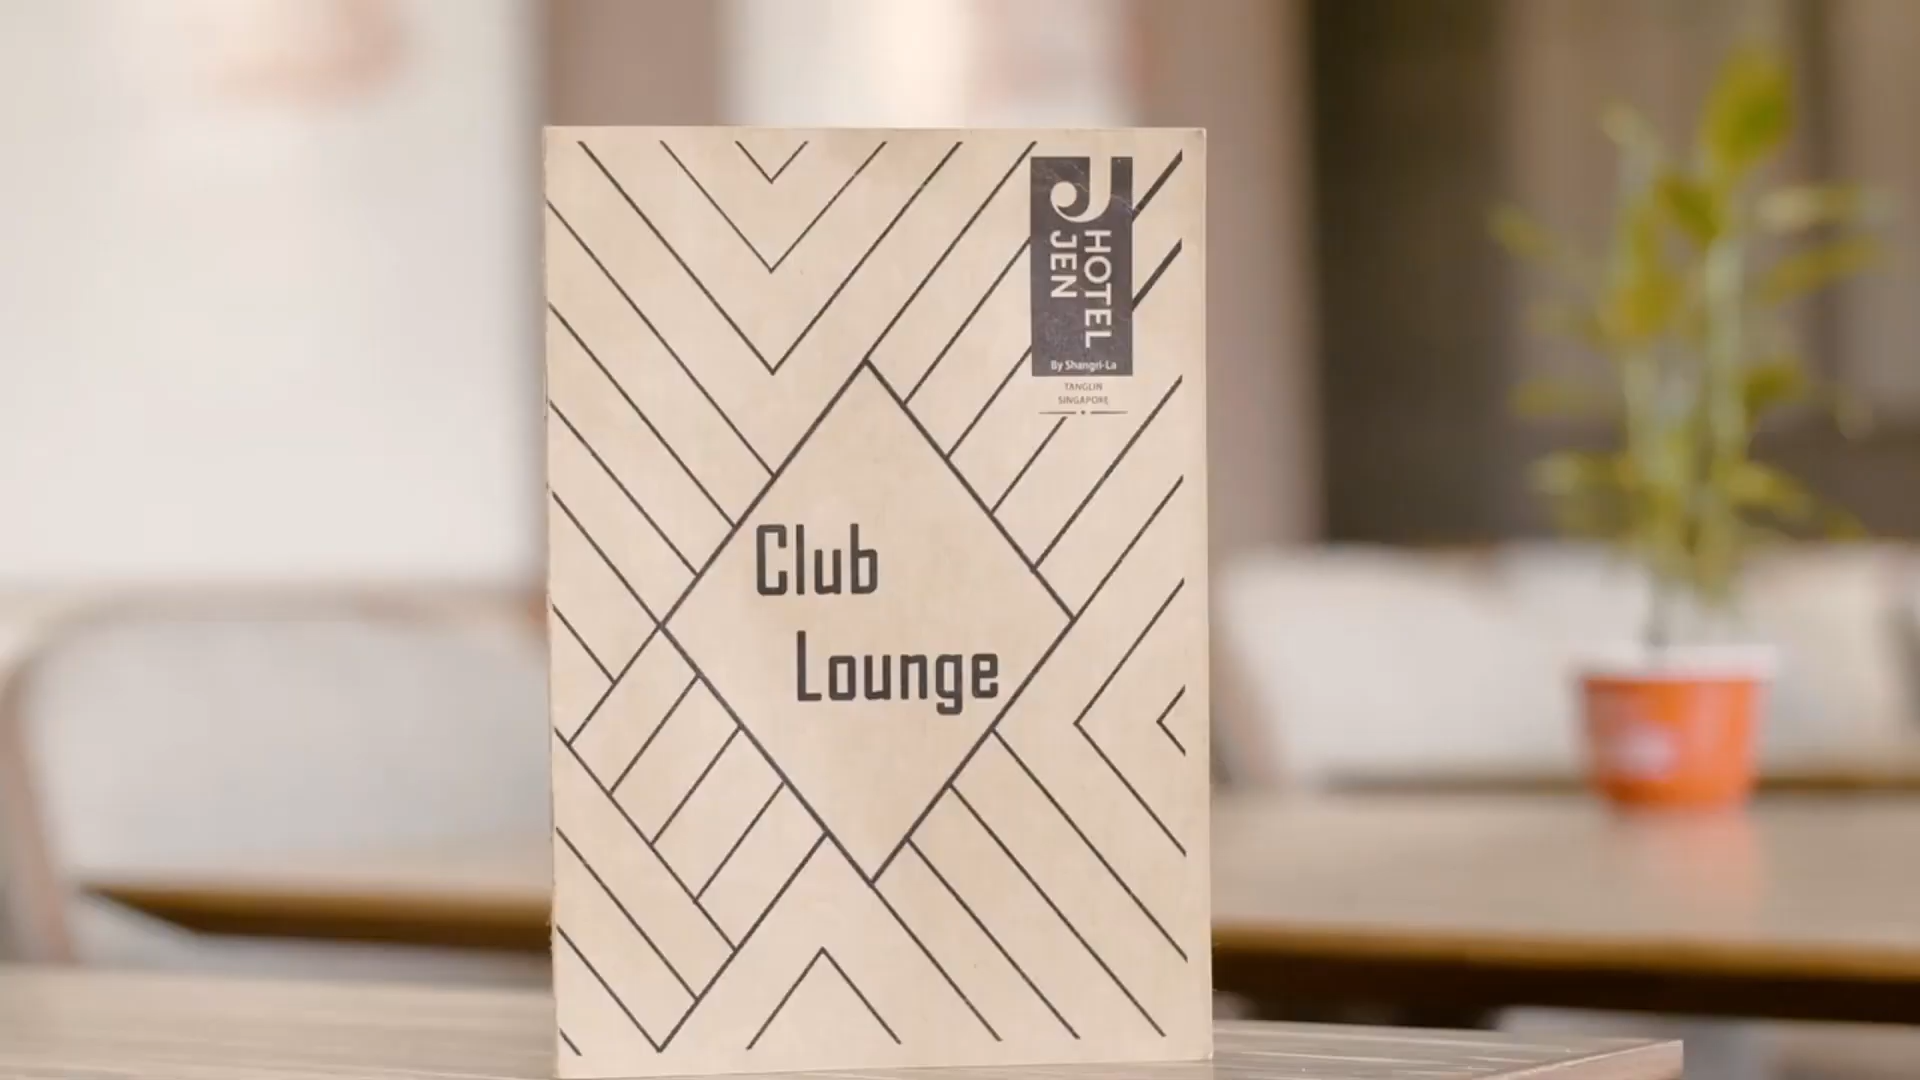 HOTEL
JEN
By Shangri-La
TANGLIN
SINGAPORE
Club
Lounge